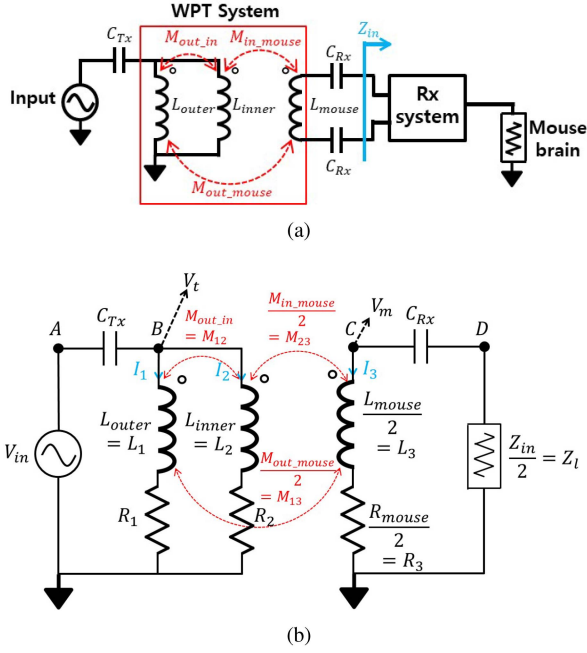 WPT System
C_Tx
M_out_in
M_in_mouse
Z_in
C_Rx
Input
L_outer
L_inner
L_mouse
Rx
system
Mouse
brain
C_Rx
M_out_mouse
(a)
V_t
A
C_Tx
B
M_out_in
= M_12
M_in_mouse
2
= M_23
V_m
C
C_Rx
D
I_1
I_2
I_3
V_in
L_outer
= L_1
L_inner
= L_2
L_mouse
2
= L_3
Z_in
2
= Z_l
M_out_mouse
2
= M_13
R_1
R_2
R_mouse
2
= R_3
(b)